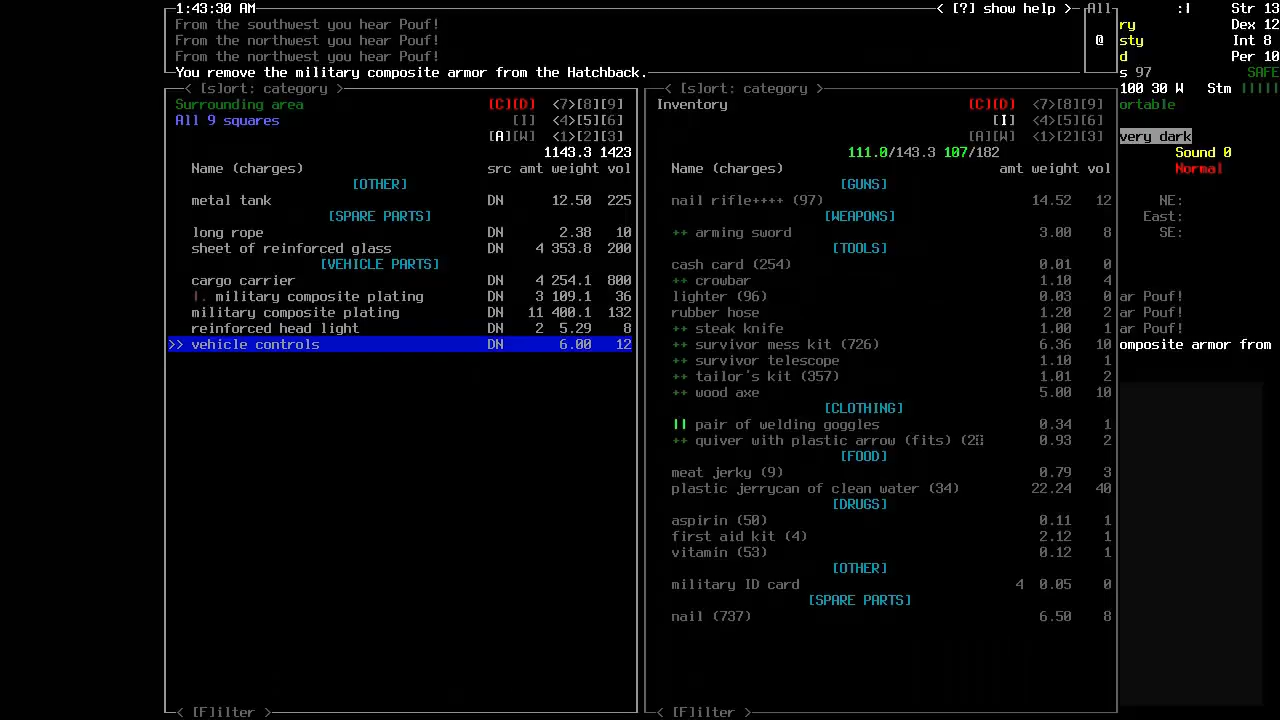 1:43:30 AM < [?] show help > All :| Str 13
From the southwest you hear Pouf! ry Dex 12
From the northwest you hear Pouf! @ sty Int 8
From the northwest you hear Pouf! d Per 10
You remove the military composite armor from the Hatchback. s 97 SAFE
< [s]ort: category > < [s]ort: category > 100 30 W Stm |||||
Surrounding area (C)(D) <7>[8][9] Inventory (C)(D) <7>[8][9] ortable
All 9 squares [I] <4>[5][6] [I] <4>[5][6]
[A][W] <1>[2][3] [A][W] <1>[2][3] very dark
1143.3 1423 111.0/143.3 107/182 Sound 0
Name (charges) src amt weight vol Name (charges) amt weight vol Normal
[OTHER] [GUNS]
metal tank DN 12.50 225 nail rifle++++ (97) 14.52 12 NE:
[SPARE PARTS] [WEAPONS] East:
long rope DN 2.38 10 ++ arming sword 3.00 8 SE:
sheet of reinforced glass DN 4 353.8 200 [TOOLS]
[VEHICLE PARTS] cash card (254) 0.01 0
cargo carrier DN 4 254.1 800 ++ crowbar 1.10 4
|. military composite plating DN 3 109.1 36 lighter (96) 0.03 0 ar Pouf!
military composite plating DN 11 400.1 132 rubber hose 1.20 2 ar Pouf!
reinforced head light DN 2 5.29 8 ++ steak knife 1.00 1 ar Pouf!
>> vehicle controls DN 6.00 12 ++ survivor mess kit (726) 6.36 10 omposite armor from
++ survivor telescope 1.10 1
++ tailor's kit (357) 1.01 2
++ wood axe 5.00 10
[CLOTHING]
|| pair of welding goggles 0.34 1
++ quiver with plastic arrow (fits) (2 0.93 2
[FOOD]
meat jerky (9) 0.79 3
plastic jerrycan of clean water (34) 22.24 40
[DRUGS]
aspirin (50) 0.11 1
first aid kit (4) 2.12 1
vitamin (53) 0.12 1
[OTHER]
military ID card 4 0.05 0
[SPARE PARTS]
nail (737) 6.50 8
< [F]ilter > < [F]ilter >